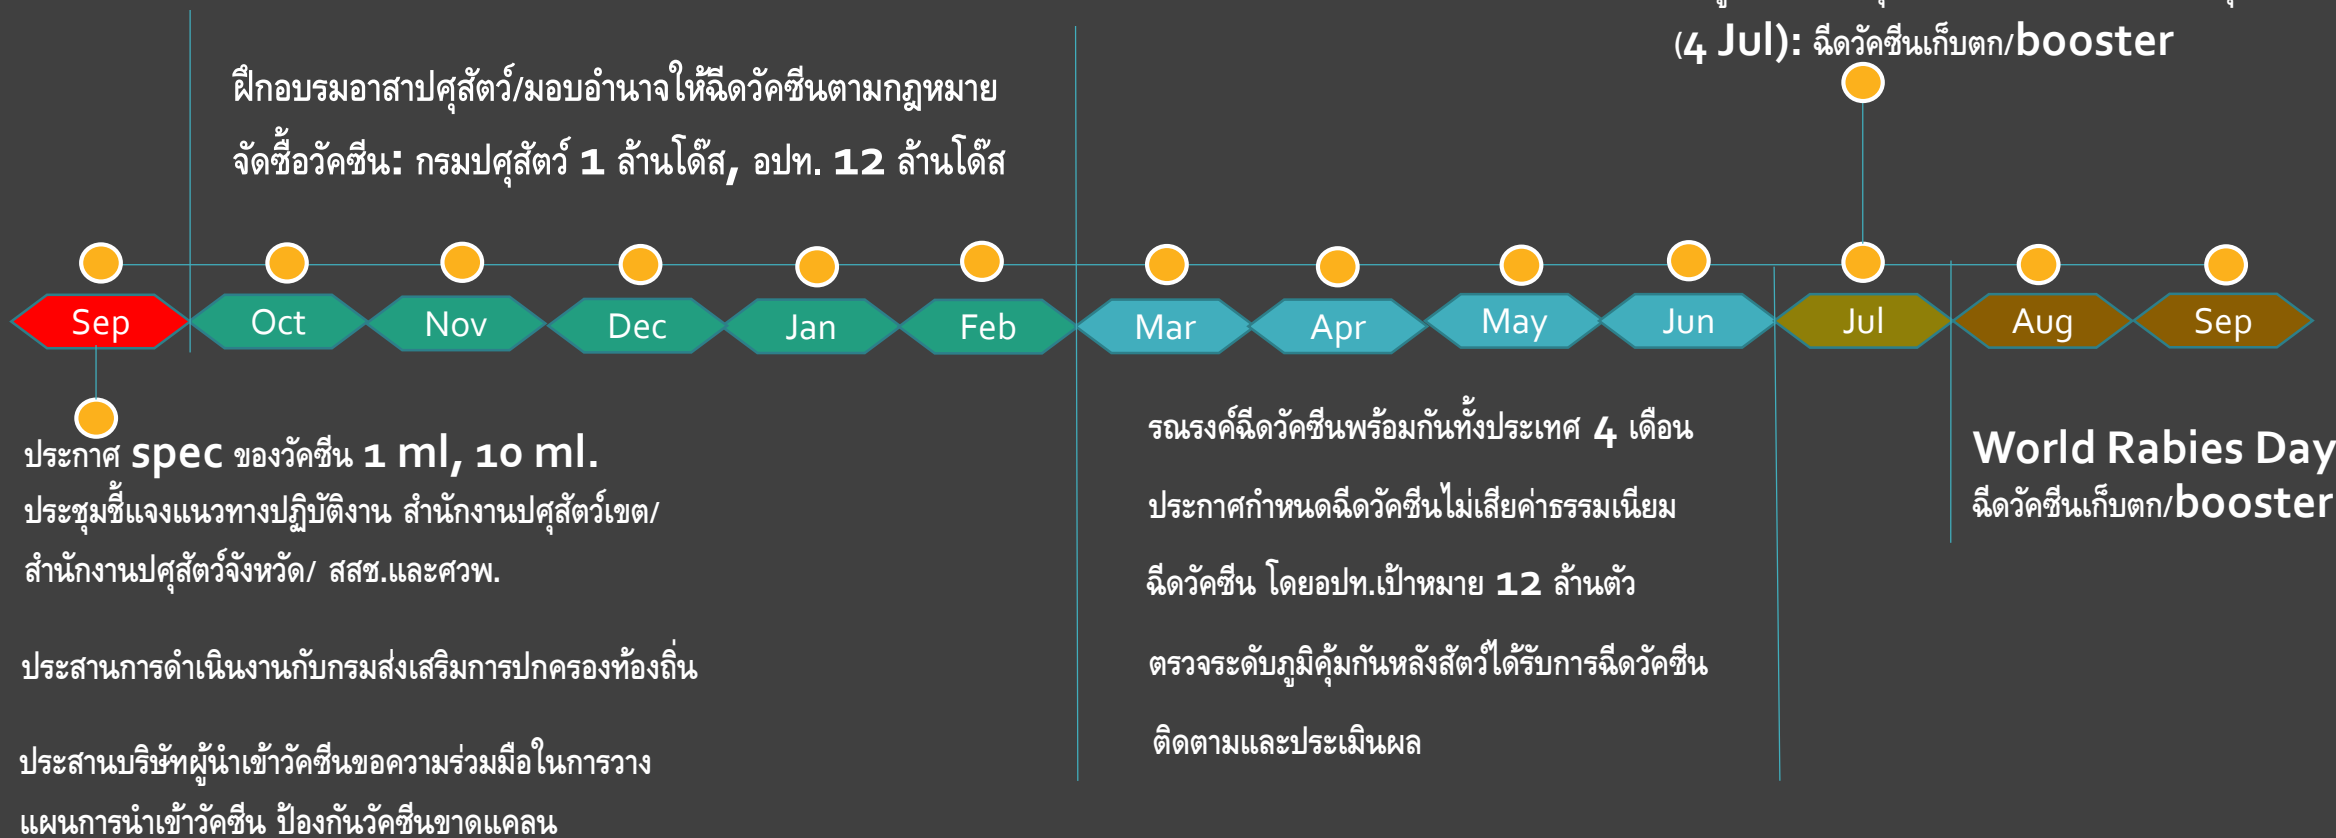 (4 Jul): ฉีดวัคซีนเก็บตก/booster
ฝึกอบรมอาสาปศุสัตว์/มอบอำนาจให้ฉีดวัคซีนตามกฎหมาย
จัดซื้อวัคซีน: กรมปศุสัตว์ 1 ล้านโด๊ส, อปท. 12 ล้านโด๊ส
Sep Oct Nov Dec Jan Feb Mar Apr May Jun Jul Aug Sep
ประกาศ spec ของวัคซีน 1 ml, 10 ml.
ประชุมชี้แจงแนวทางปฏิบัติงาน สำนักงานปศุสัตว์เขต/
สำนักงานปศุสัตว์จังหวัด/ สสช.และศวพ.
ประสานการดำเนินงานกับกรมส่งเสริมการปกครองท้องถิ่น
ประสานบริษัทผู้นำเข้าวัคซีนขอความร่วมมือในการวาง
แผนการนำเข้าวัคซีน ป้องกันวัคซีนขาดแคลน
รณรงค์ฉีดวัคซีนพร้อมกันทั้งประเทศ 4 เดือน
ประกาศกำหนดฉีดวัคซีนไม่เสียค่าธรรมเนียม
ฉีดวัคซีน โดยอปท.เป้าหมาย 12 ล้านตัว
ตรวจระดับภูมิคุ้มกันหลังสัตว์ได้รับการฉีดวัคซีน
ติดตามและประเมินผล
World Rabies Day
ฉีดวัคซีนเก็บตก/booster